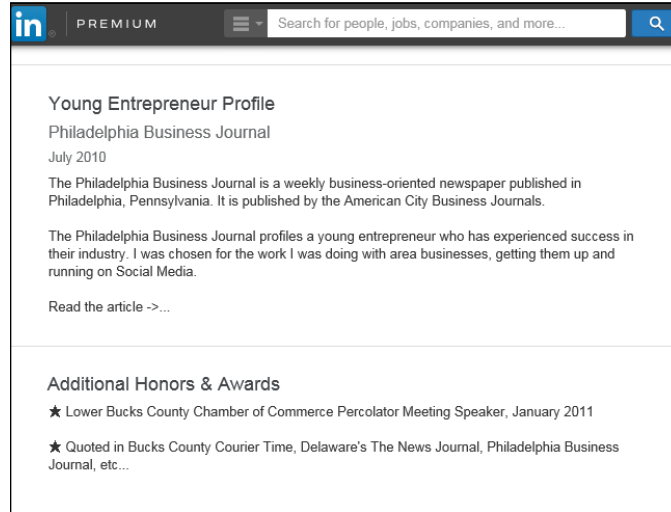 in PREMIUM Search for people, jobs, companies, and more...
Young Entrepreneur Profile
Philadelphia Business Journal
July 2010
The Philadelphia Business Journal is a weekly business-oriented newspaper published in
Philadelphia, Pennsylvania. It is published by the American City Business Journals.
The Philadelphia Business Journal profiles a young entrepreneur who has experienced success in
their industry. I was chosen for the work I was doing with area businesses, getting them up and
running on Social Media.
Read the article ->...
Additional Honors & Awards
★ Lower Bucks County Chamber of Commerce Percolator Meeting Speaker, January 2011
★ Quoted in Bucks County Courier Time, Delaware's The News Journal, Philadelphia Business
Journal, etc...